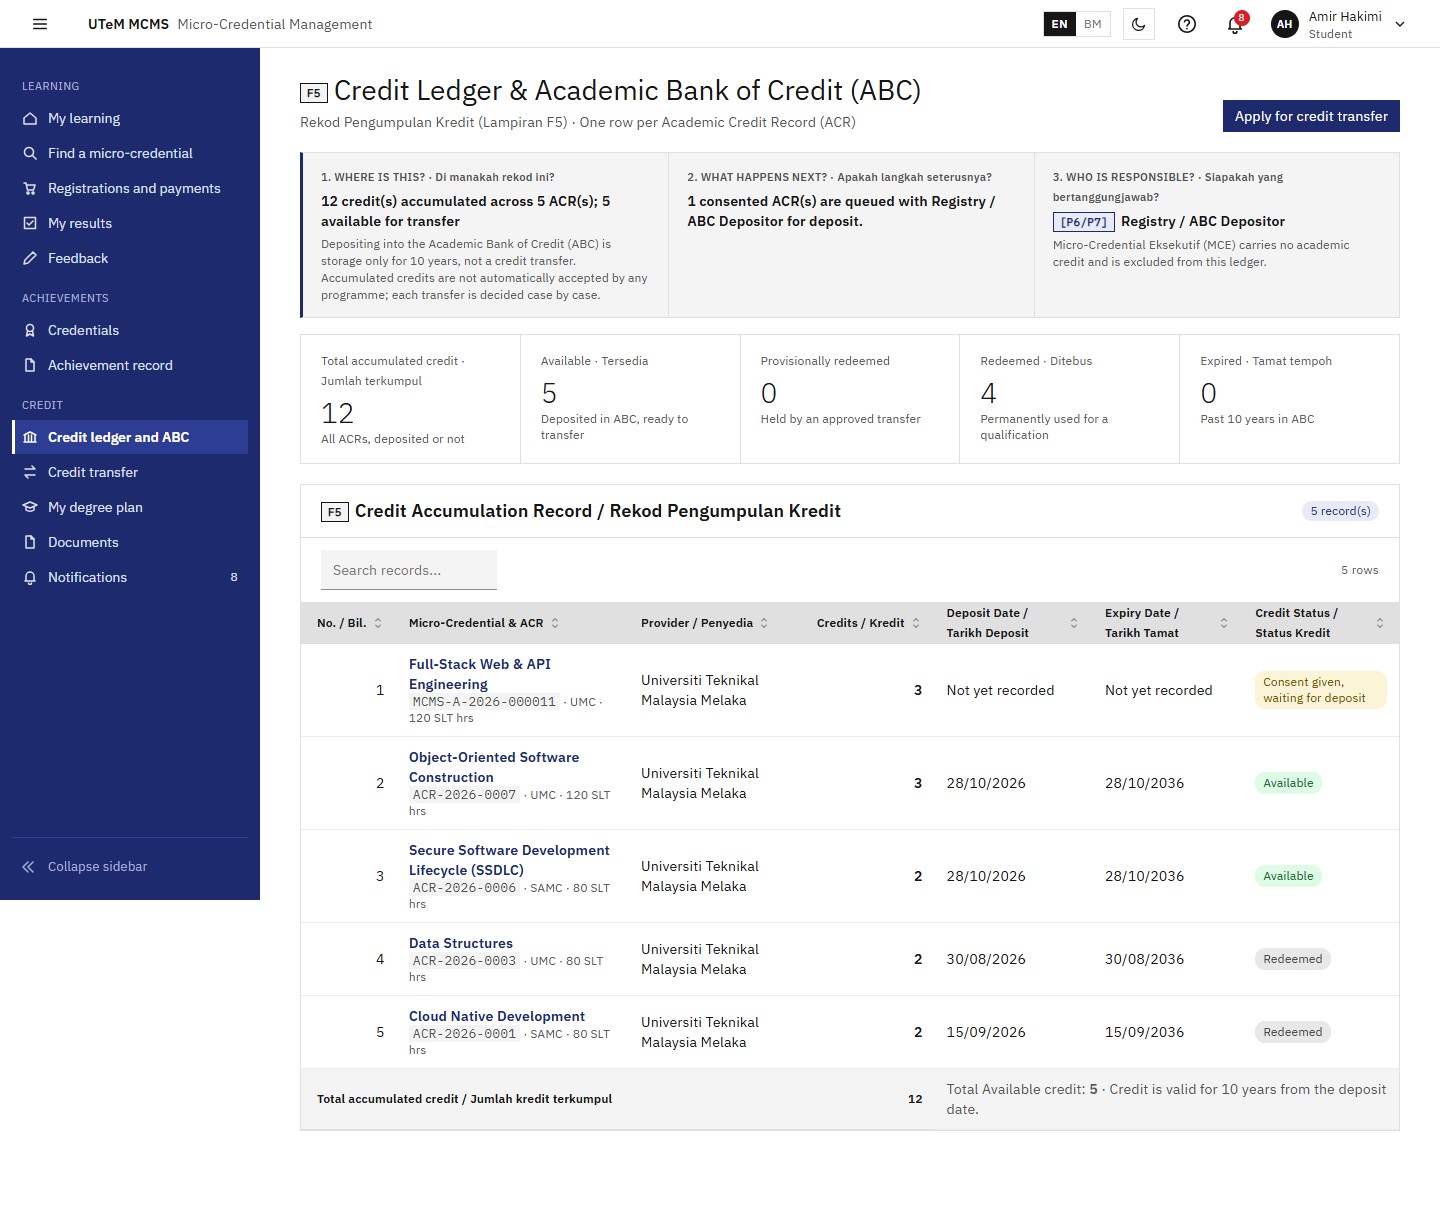 UTeM MCMS Micro-Credential Management
EN BM
8
AH
Amir Hakimi
Student
LEARNING
My learning
Find a micro-credential
Registrations and payments
My results
Feedback
ACHIEVEMENTS
Credentials
Achievement record
CREDIT
Credit ledger and ABC
Credit transfer
My degree plan
Documents
Notifications 8
Collapse sidebar
F5 Credit Ledger & Academic Bank of Credit (ABC)
Rekod Pengumpulan Kredit (Lampiran F5) · One row per Academic Credit Record (ACR)
Apply for credit transfer
1. WHERE IS THIS? · Di manakah rekod ini?
12 credit(s) accumulated across 5 ACR(s); 5
available for transfer
Depositing into the Academic Bank of Credit (ABC) is
storage only for 10 years, not a credit transfer.
Accumulated credits are not automatically accepted by any
programme; each transfer is decided case by case.
2. WHAT HAPPENS NEXT? · Apakah langkah seterusnya?
1 consented ACR(s) are queued with Registry /
ABC Depositor for deposit.
3. WHO IS RESPONSIBLE? · Siapakah yang
bertanggungjawab?
[P6/P7] Registry / ABC Depositor
Micro-Credential Eksekutif (MCE) carries no academic
credit and is excluded from this ledger.
Total accumulated credit ·
Jumlah terkumpul
12
All ACRs, deposited or not
Available · Tersedia
5
Deposited in ABC, ready to
transfer
Provisionally redeemed
0
Held by an approved transfer
Redeemed · Ditebus
4
Permanently used for a
qualification
Expired · Tamat tempoh
0
Past 10 years in ABC
F5 Credit Accumulation Record / Rekod Pengumpulan Kredit
5 record(s)
Search records...
5 rows
No. / Bil.
Micro-Credential & ACR
Provider / Penyedia
Credits / Kredit
Deposit Date /
Tarikh Deposit
Expiry Date /
Tarikh Tamat
Credit Status /
Status Kredit
1
Full-Stack Web & API
Engineering
MCMS-A-2026-000011 · UMC ·
120 SLT hrs
Universiti Teknikal
Malaysia Melaka
3
Not yet recorded
Not yet recorded
Consent given,
waiting for deposit
2
Object-Oriented Software
Construction
ACR-2026-0007 · UMC · 120 SLT
hrs
Universiti Teknikal
Malaysia Melaka
3
28/10/2026
28/10/2036
Available
3
Secure Software Development
Lifecycle (SSDLC)
ACR-2026-0006 · SAMC · 80 SLT
hrs
Universiti Teknikal
Malaysia Melaka
2
28/10/2026
28/10/2036
Available
4
Data Structures
ACR-2026-0003 · UMC · 80 SLT
hrs
Universiti Teknikal
Malaysia Melaka
2
30/08/2026
30/08/2036
Redeemed
5
Cloud Native Development
ACR-2026-0001 · SAMC · 80 SLT
hrs
Universiti Teknikal
Malaysia Melaka
2
15/09/2026
15/09/2036
Redeemed
Total accumulated credit / Jumlah kredit terkumpul
12
Total Available credit: 5 · Credit is valid for 10 years from the deposit
date.